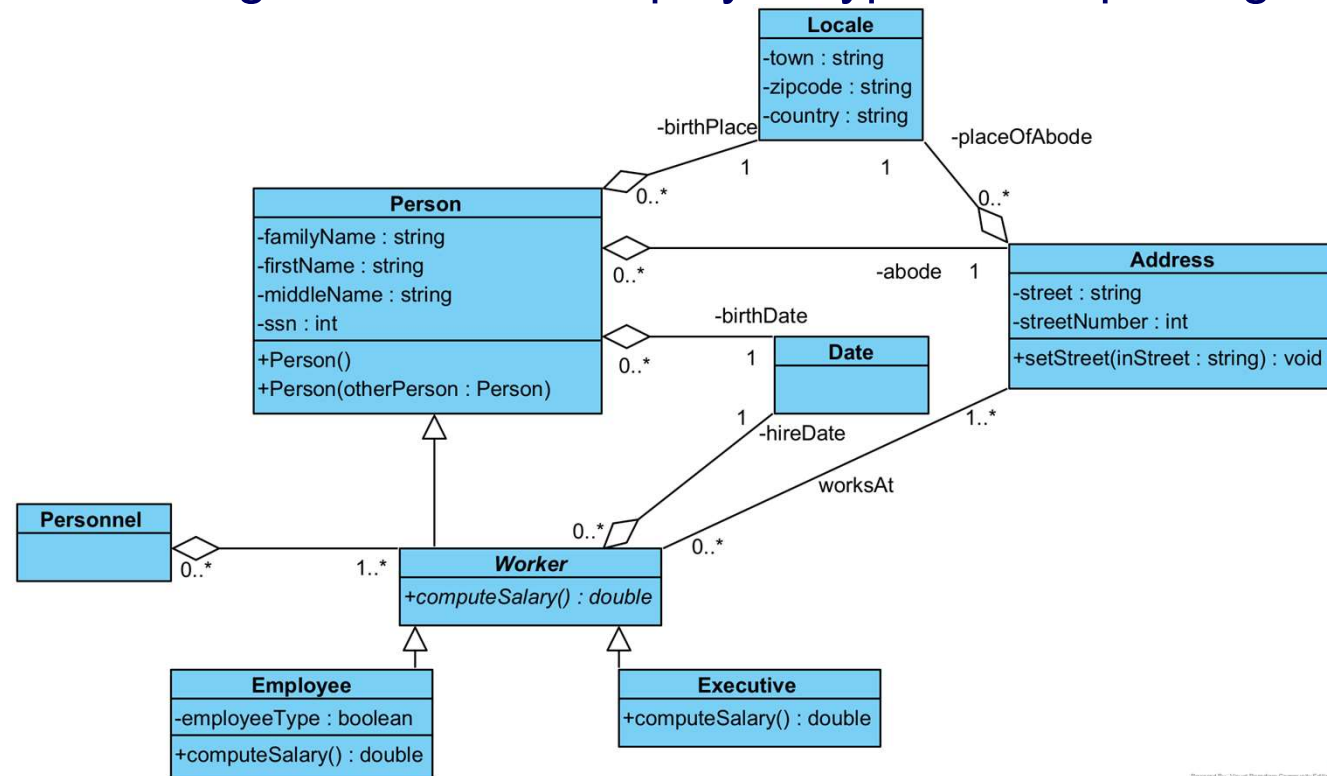 Locale
-town : string
-zipcode : string
-country : string
-birthPlace
1
0..*
-placeOfAbode
1
0..*
Person
-familyName : string
-firstName : string
-middleName : string
-ssn : int
+Person()
+Person(otherPerson : Person)
0..*
-abode 1
Address
-street : string
-streetNumber : int
+setStreet(inStreet : string) : void
-birthDate
0..*
1
Date
1
-hireDate
0..*
1..*
worksAt
0..*
Personnel
0..*
1..*
Worker
+computeSalary() : double
Employee
-employeeType : boolean
+computeSalary() : double
Executive
+computeSalary() : double